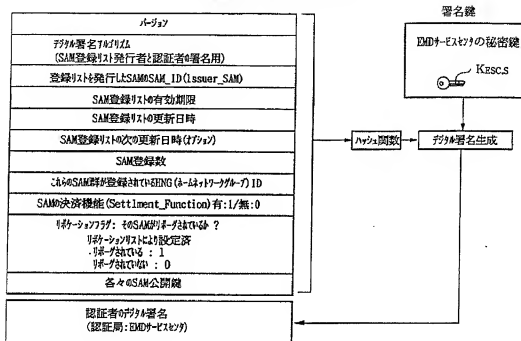 署名鍵
バージョン
デジタル署名アルゴリズム
(SAM登録リスト発行者と認証者の署名用)
登録リストを発行したSAMのSAM_ID(Issuer_SAM)
SAM登録リストの有効期限
SAM登録リストの更新日時
SAM登録リストの次の更新日時(オプション)
SAM登録数
これらのSAM群が登録されているHNG(ホームネットワークグループ)ID
SAMの決済機能(Settlment_Function)有:1/無:0
リボケーションフラグ: そのSAMがリボークされているか ?
リボケーションリストにより設定済
・リボークされている : 1
リボークされていない : 0
各々のSAM公開鍵
EMDサービスセンタの秘密鍵
KESC,S
ハッシュ関数
デジタル署名生成
認証者のデジタル署名
(認証局:EMDサービスセンタ)